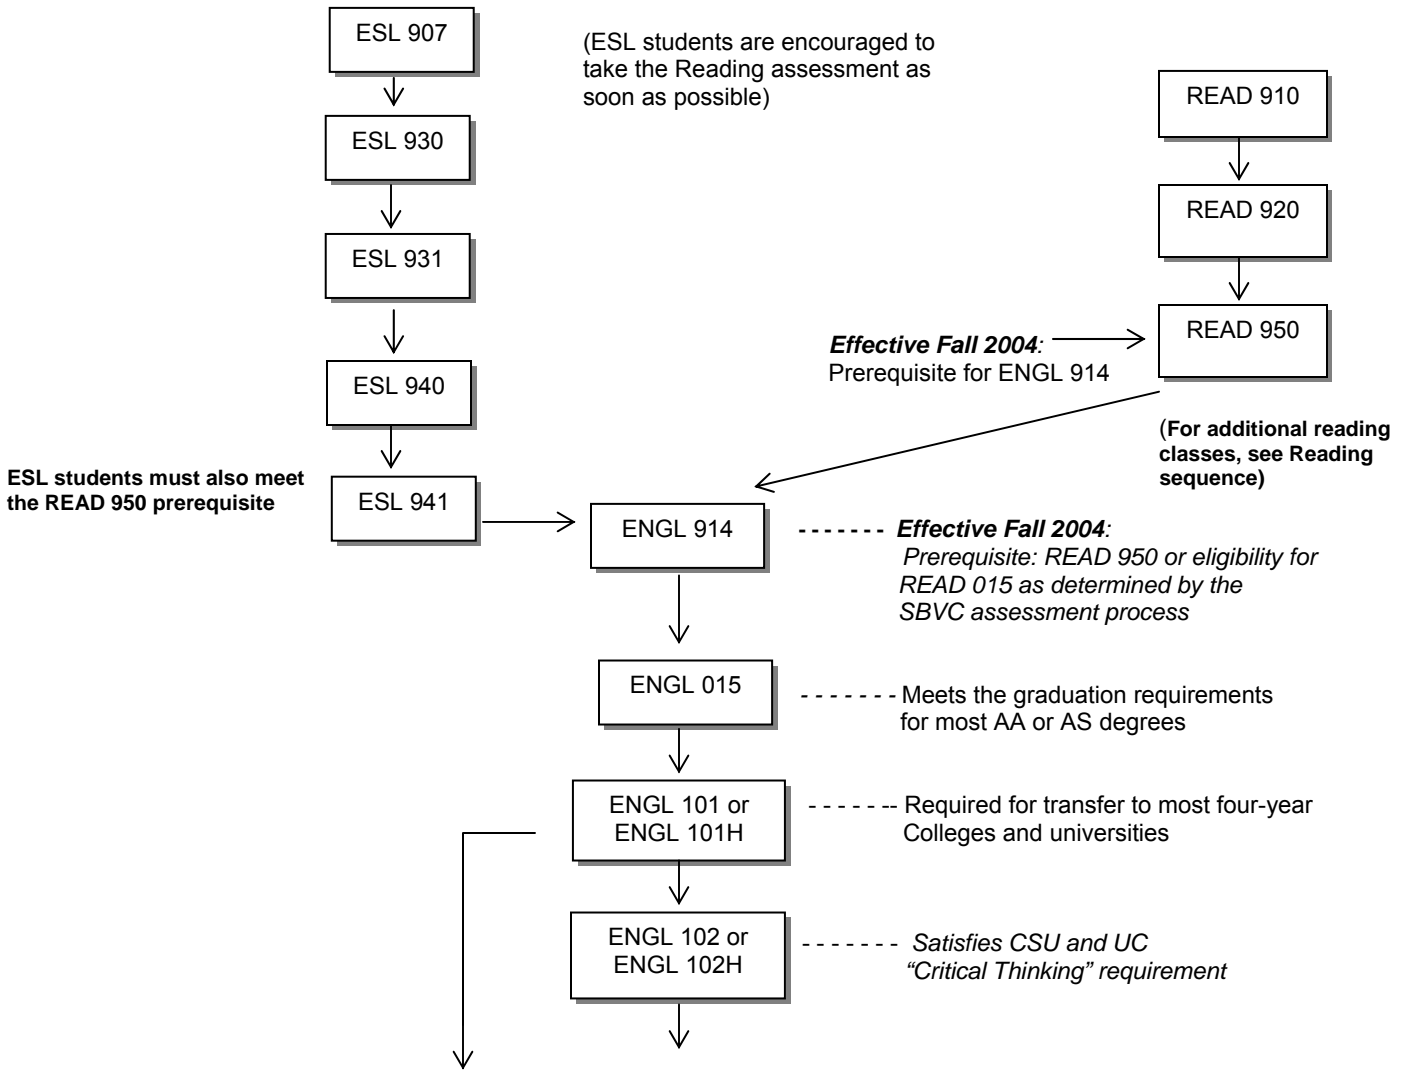 ESL 907
(ESL students are encouraged to
take the Reading assessment as
soon as possible)
READ 910
ESL 930
READ 920
ESL 931
READ 950
Effective Fall 2004:
Prerequisite for ENGL 914
ESL 940
(For additional reading
classes, see Reading
sequence)
ESL students must also meet
the READ 950 prerequisite
ESL 941
ENGL 914
------- Effective Fall 2004:
Prerequisite: READ 950 or eligibility for
READ 015 as determined by the
SBVC assessment process
ENGL 015
------- Meets the graduation requirements
for most AA or AS degrees
ENGL 101 or
ENGL 101H
------- Required for transfer to most four-year
Colleges and universities
ENGL 102 or
ENGL 102H
------- Satisfies CSU and UC
“Critical Thinking” requirement